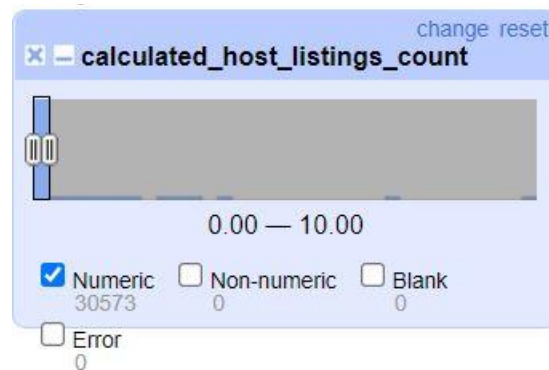 change reset
calculated_host_listings_count
0.00 — 10.00
Numeric Non-numeric Blank
30573 0 0
Error
0